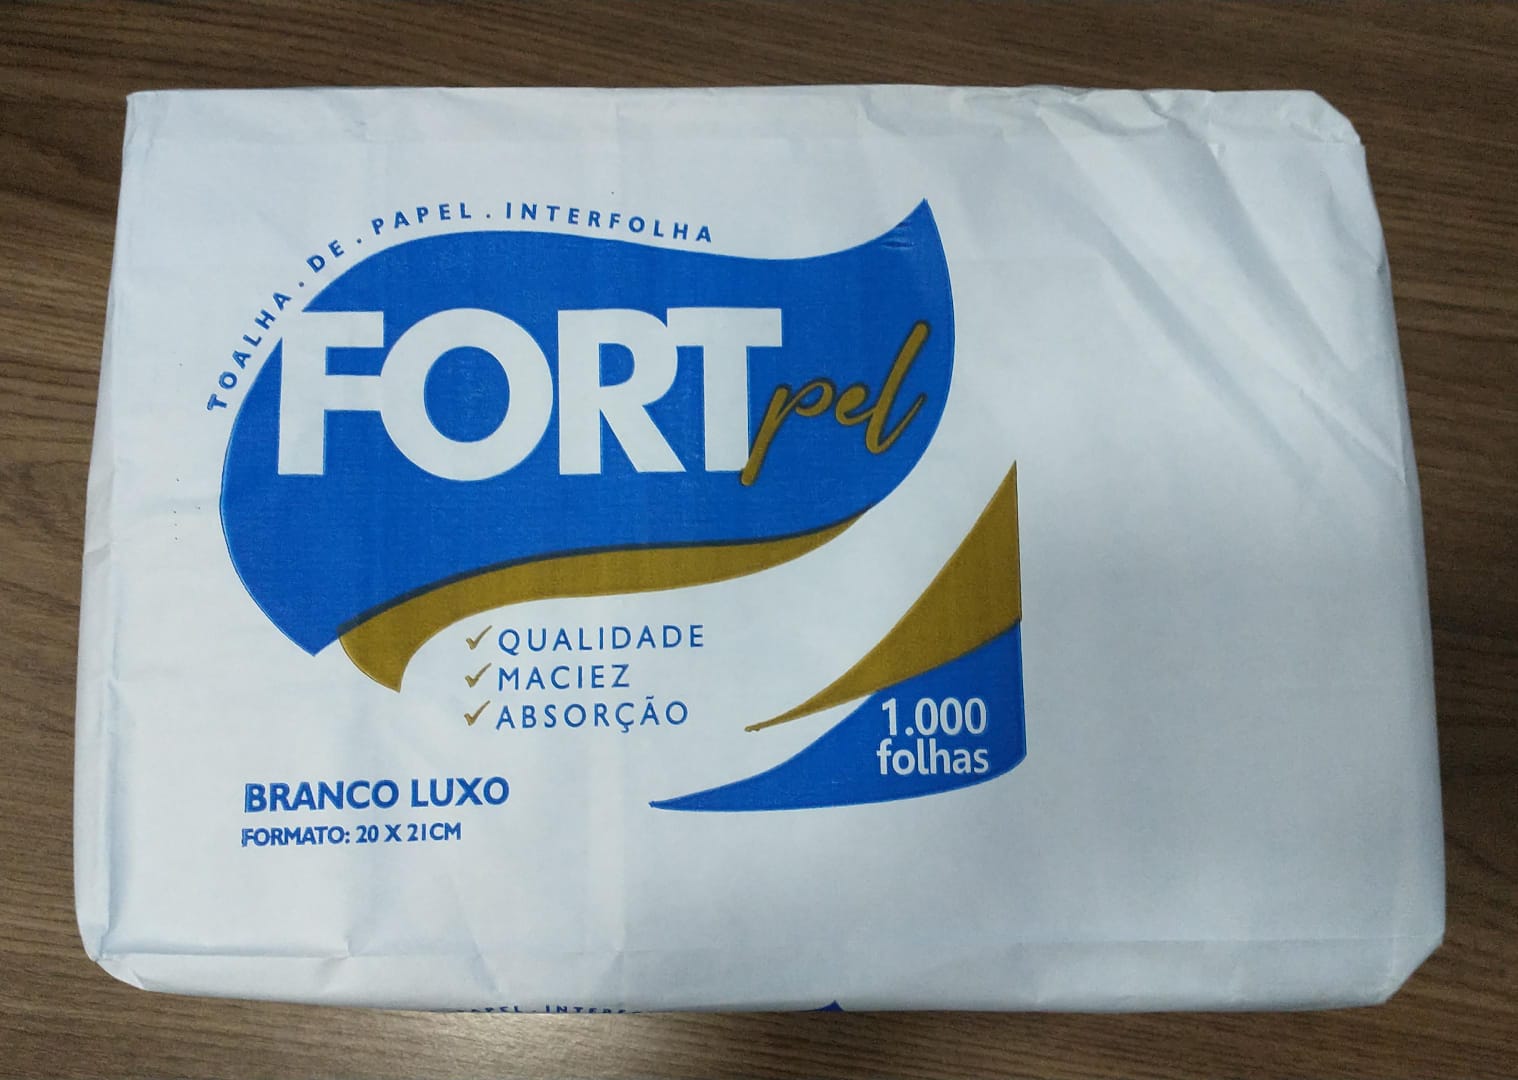 TOALHA . DE . PAPEL . INTERFOLHA
FORT pel
✓ QUALIDADE
✓ MACIEZ
✓ ABSORÇÃO
1.000
folhas
BRANCO LUXO
FORMATO: 20 X 21CM